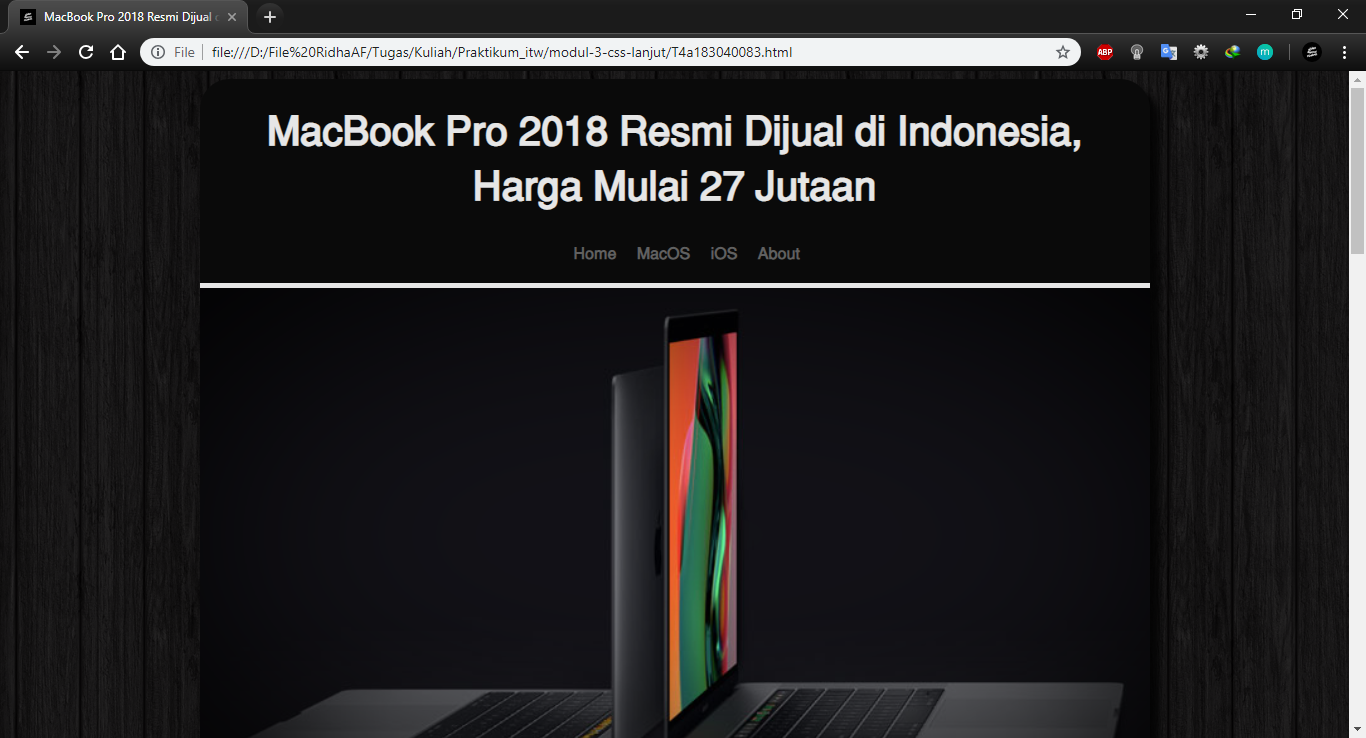 MacBook Pro 2018 Resmi Dijual
File
file:///D:/File%20RidhaAF/Tugas/Kuliah/Praktikum_itw/modul-3-css-lanjut/T4a183040083.html
ABP
m
MacBook Pro 2018 Resmi Dijual di Indonesia,
Harga Mulai 27 Jutaan
Home MacOS iOS About